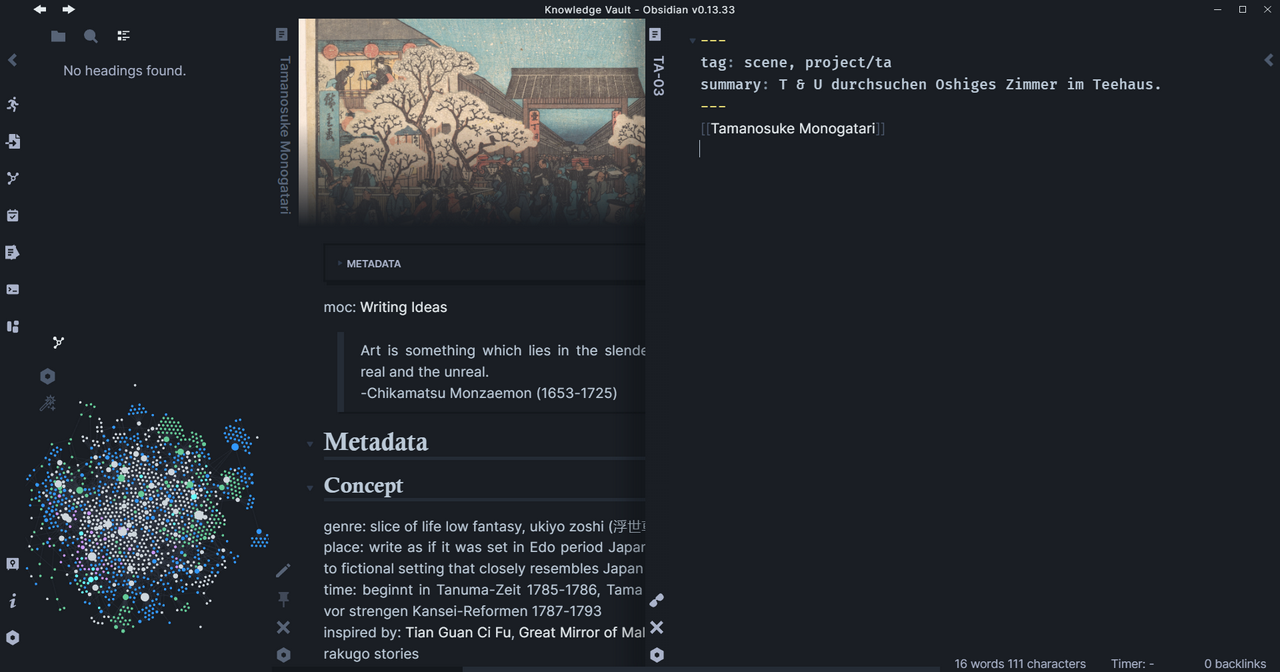 Knowledge Vault - Obsidian v0.13.33
No headings found.
Tamanosuke Monogatari
METADATA
moc: Writing Ideas
Art is something which lies in the slende
real and the unreal.
-Chikamatsu Monzaemon (1653-1725)
Metadata
Concept
genre: slice of life low fantasy, ukiyo zoshi (浮世
place: write as if it was set in Edo period Japan
to fictional setting that closely resembles Japan
time: beginnt in Tanuma-Zeit 1785-1786, Tama
vor strengen Kansei-Reformen 1787-1793
inspired by: Tian Guan Ci Fu, Great Mirror of Mal
rakugo stories
TA-03
---
tag: scene, project/ta
summary: T & U durchsuchen Oshiges Zimmer im Teehaus.
---
[[Tamanosuke Monogatari]]
16 words 111 characters
Timer: -
0 backlinks